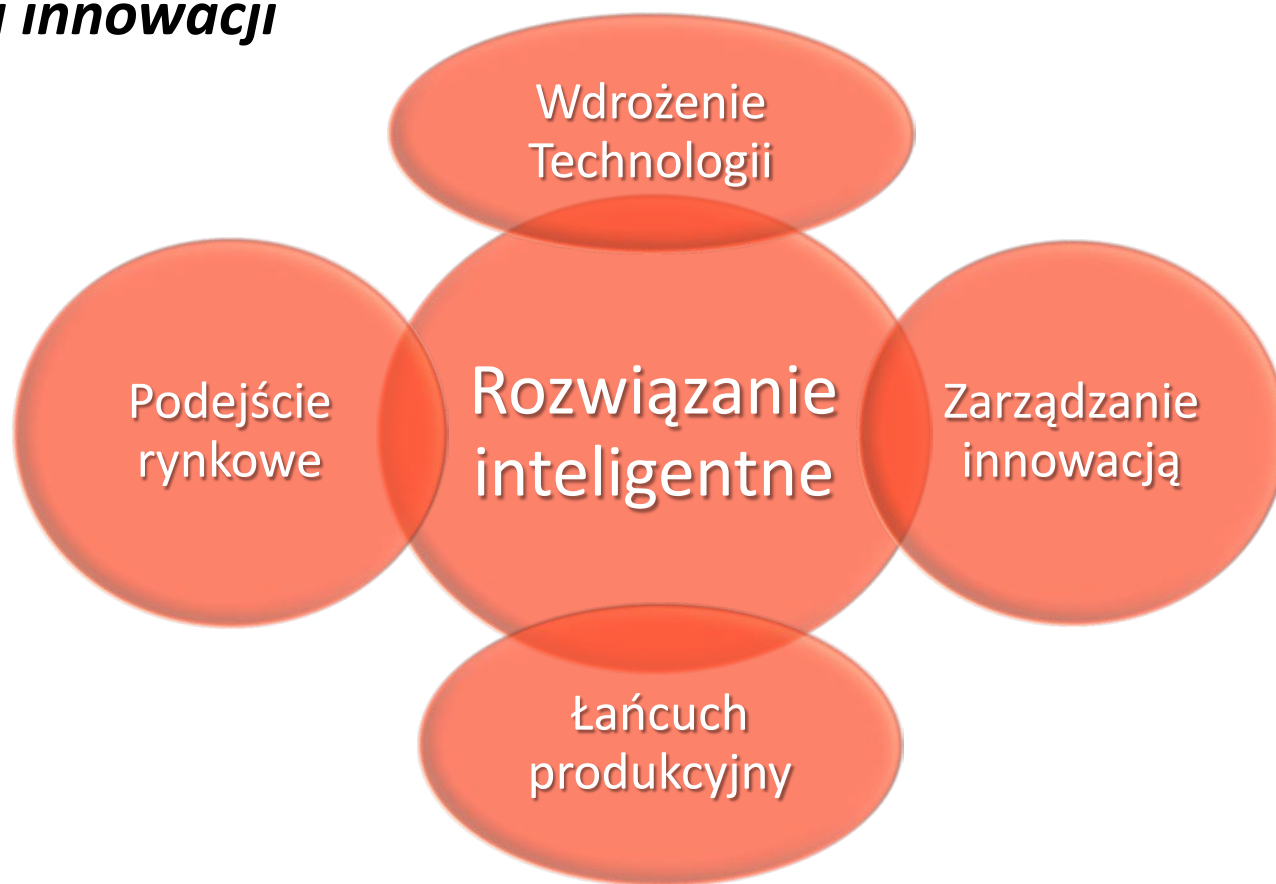 innowacji
Wdrożenie
Technologii
Podejście
rynkowe
Rozwiązanie
inteligentne
Zarządzanie
innowacją
Łańcuch
produkcyjny